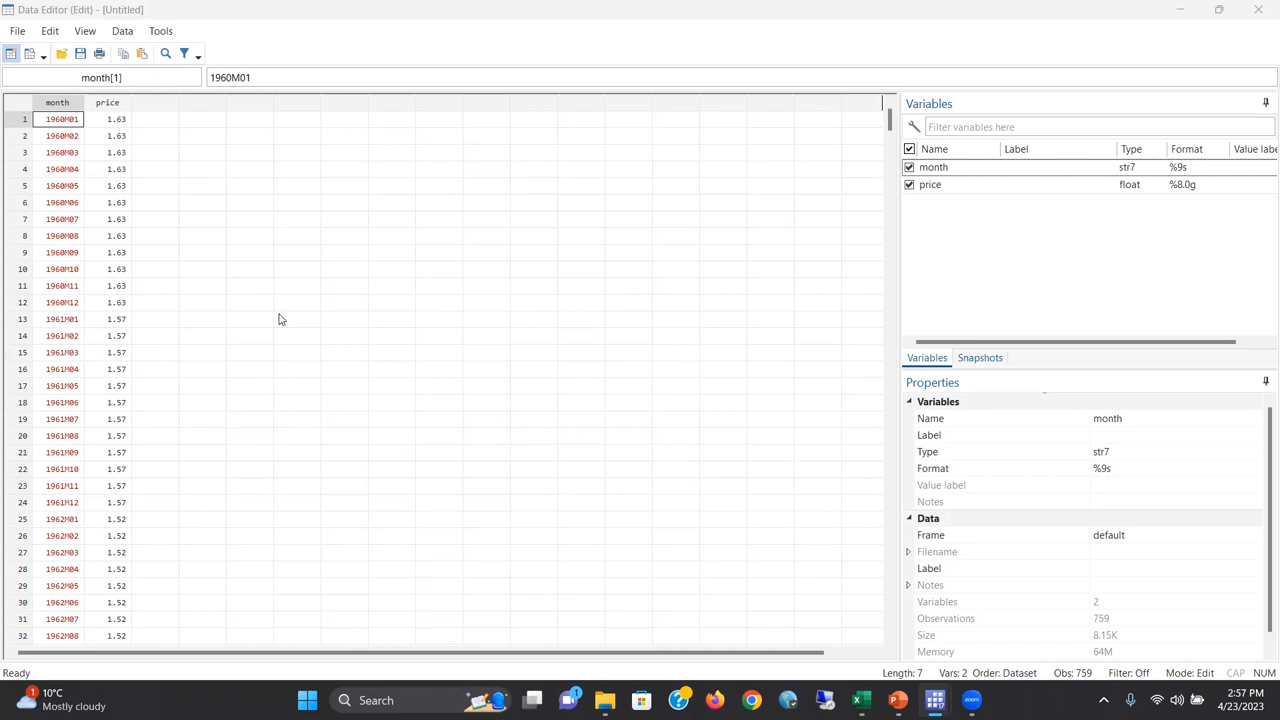 Data Editor (Edit) - [Untitled]
File Edit View Data Tools
month[1] 1960M01
month price
1 1960M01 1.63
2 1960M02 1.63
3 1960M03 1.63
4 1960M04 1.63
5 1960M05 1.63
6 1960M06 1.63
7 1960M07 1.63
8 1960M08 1.63
9 1960M09 1.63
10 1960M10 1.63
11 1960M11 1.63
12 1960M12 1.63
13 1961M01 1.57
14 1961M02 1.57
15 1961M03 1.57
16 1961M04 1.57
17 1961M05 1.57
18 1961M06 1.57
19 1961M07 1.57
20 1961M08 1.57
21 1961M09 1.57
22 1961M10 1.57
23 1961M11 1.57
24 1961M12 1.57
25 1962M01 1.52
26 1962M02 1.52
27 1962M03 1.52
28 1962M04 1.52
29 1962M05 1.52
30 1962M06 1.52
31 1962M07 1.52
32 1962M08 1.52
Variables
Filter variables here
Name Label Type Format Value labe
month str7 %9s
price float %8.0g
Variables Snapshots
Properties
Variables
Name month
Label
Type str7
Format %9s
Value label
Notes
Data
Frame default
Filename
Label
Notes
Variables 2
Observations 759
Size 8.15K
Memory 64M
Ready Length: 7 Vars: 2 Order: Dataset Obs: 759 Filter: Off Mode: Edit CAP NUM
1 10°C
Mostly cloudy
Search
1
zoom
2:57 PM
4/23/2023